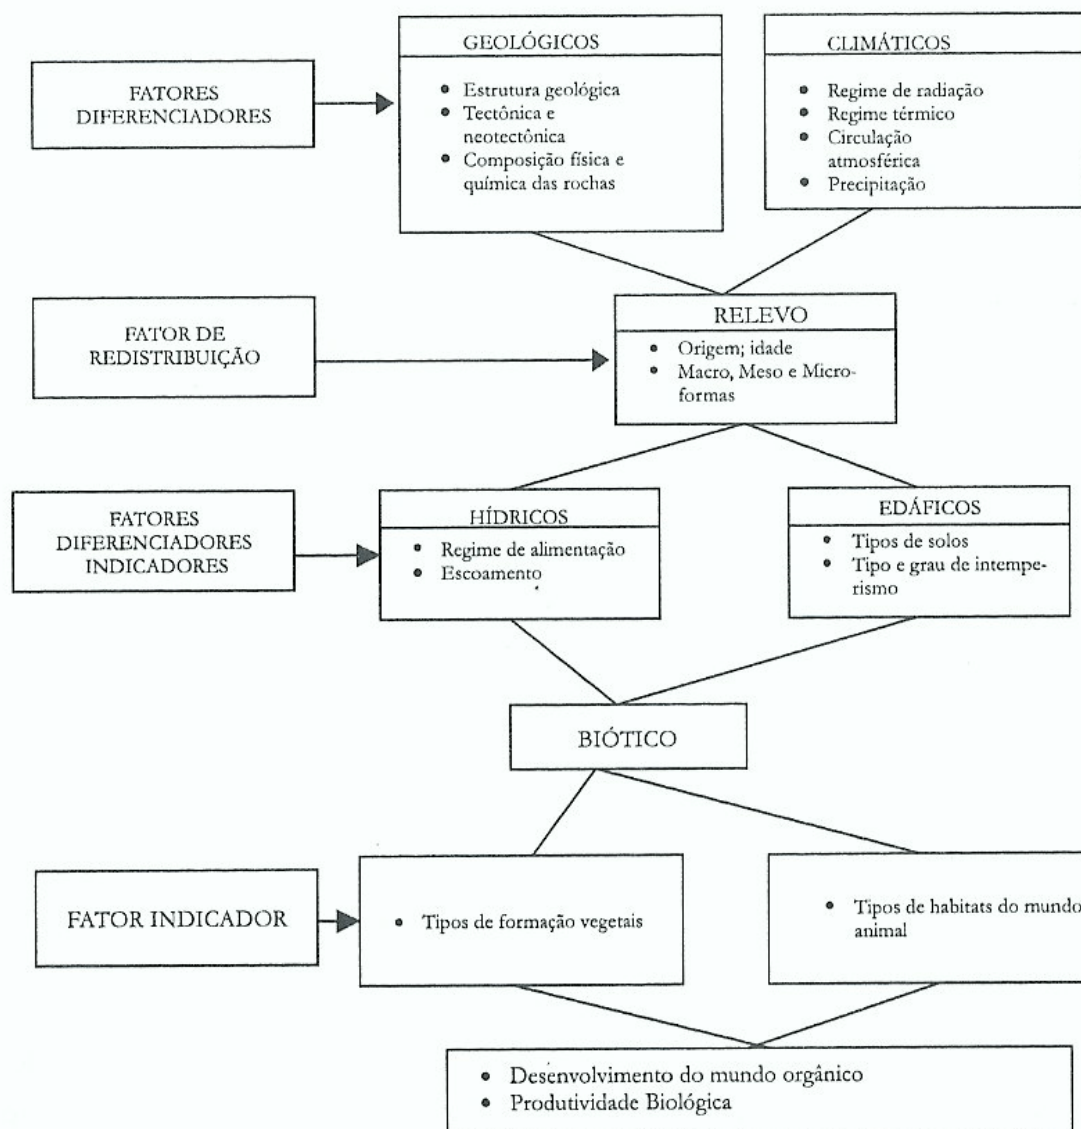 GEOLÓGICOS
CLIMÁTICOS
FATORES
DIFERENCIADORES
• Estrutura geológica
• Tectônica e
neotectônica
• Composição física e
química das rochas
• Regime de radiação
• Regime térmico
• Circulação
atmosférica
• Precipitação
FATOR DE
REDISTRIBUIÇÃO
RELEVO
• Origem; idade
• Macro, Meso e Micro-
formas
FATORES
DIFERENCIADORES
INDICADORES
HÍDRICOS
• Regime de alimentação
• Escoamento
EDÁFICOS
• Tipos de solos
• Tipo e grau de intempe-
rismo
BIÓTICO
FATOR INDICADOR
• Tipos de formação vegetais
• Tipos de habitats do mundo
animal
• Desenvolvimento do mundo orgânico
• Produtividade Biológica